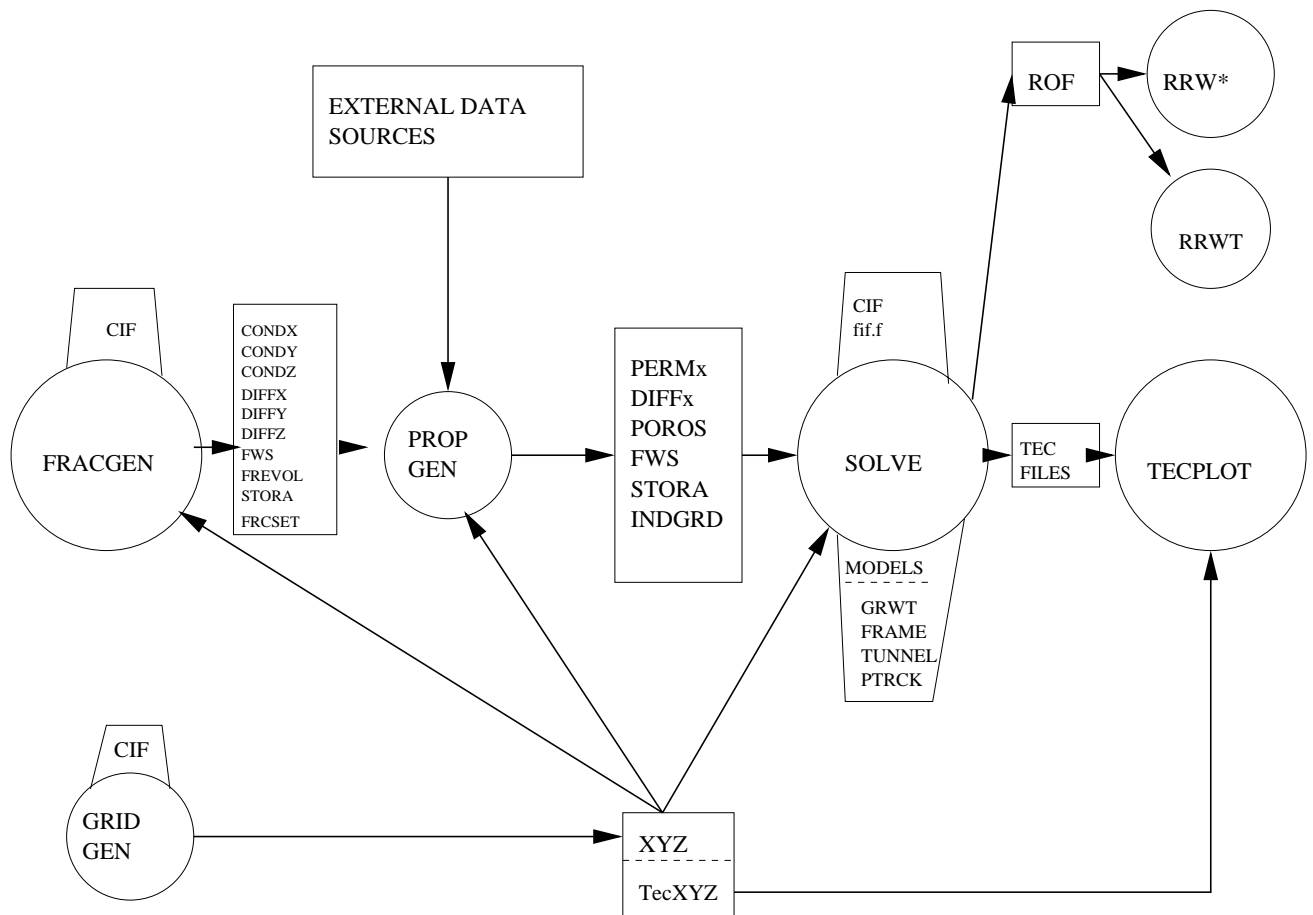 EXTERNAL DATA
SOURCES
ROF
RRW*
RRWT
CIF
FRACGEN
CONDX
CONDY
CONDZ
DIFFX
DIFFY
DIFFZ
FWS
FREVOL
STORA
FRCSET
PROP
GEN
PERMx
DIFFx
POROS
FWS
STORA
INDGRD
CIF
fif.f
SOLVE
MODELS
GRWT
FRAME
TUNNEL
PTRCK
TEC
FILES
TECPLOT
CIF
GRID
GEN
XYZ
TecXYZ